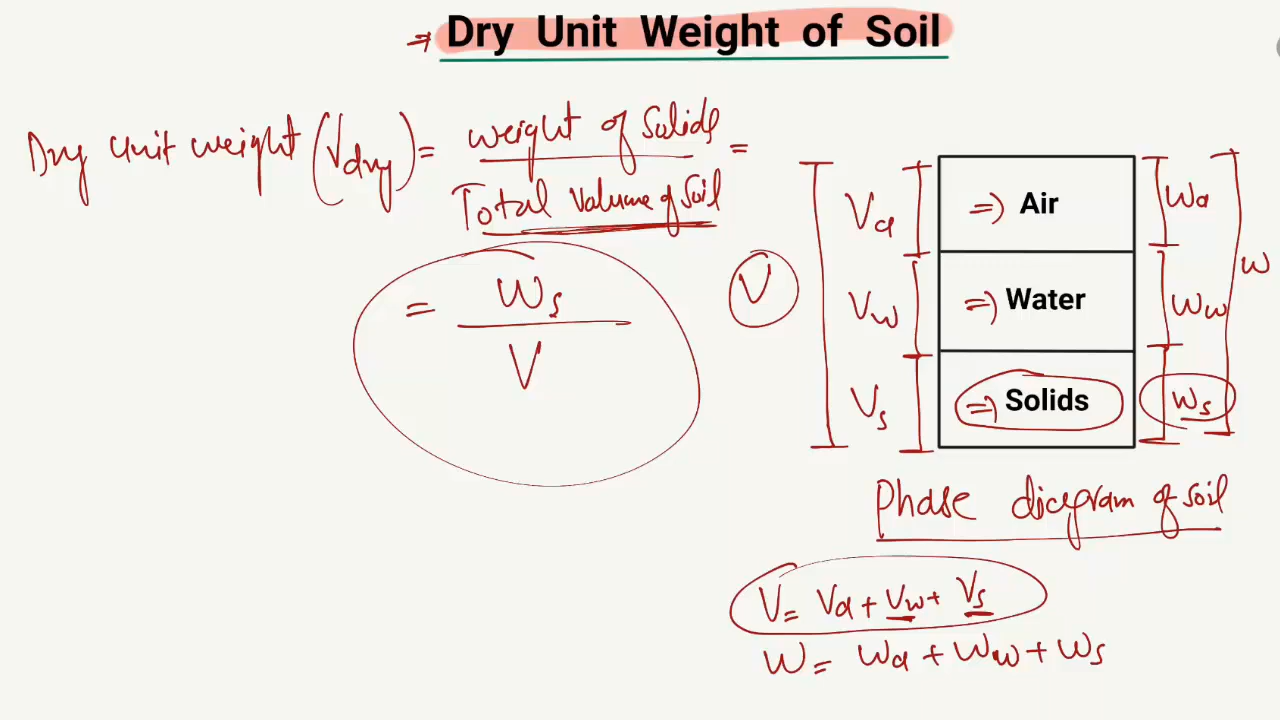 ⇒ Dry Unit Weight of Soil
Dry unit weight (γdry) = weight of Solids / Total Volume of Soil =
= Ws / V
V
Va ⇒) Air Wa
Vw ⇒) Water Ww W
Vs ⇒) Solids Ws
Phase diagram of soil
V = Va + Vw + Vs
W = Wa + Ww + Ws